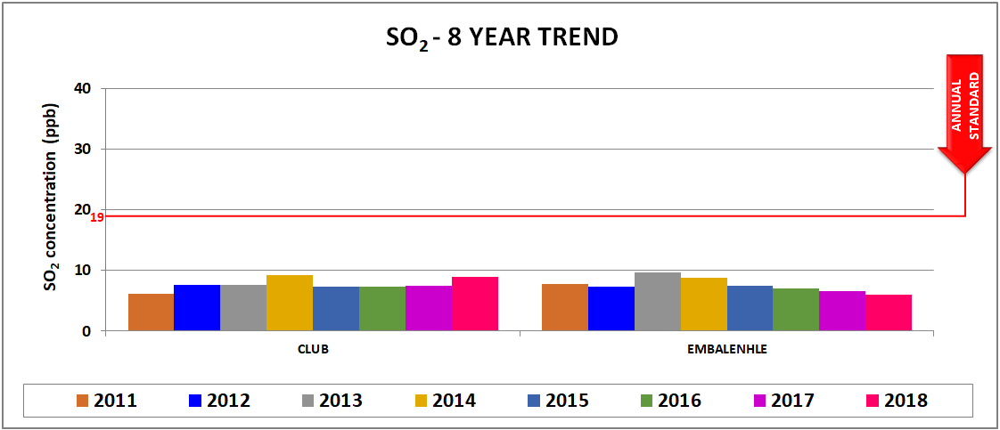 SO2 - 8 YEAR TREND
ANNUAL
STANDARD
SO2 concentration (ppb)
40
30
20
19
10
0
CLUB EMBALENHLE
2011 2012 2013 2014 2015 2016 2017 2018